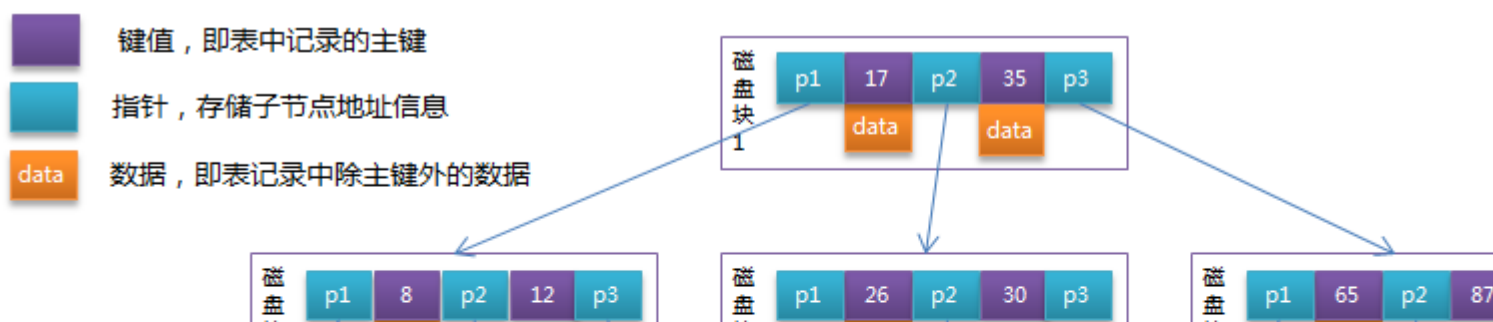 键值，即表中记录的主键
指针，存储子节点地址信息
data 数据，即表记录中除主键外的数据
磁盘块1
p1 17 p2 35 p3
data data
磁盘
p1 8 p2 12 p3
磁盘
p1 26 p2 30 p3
磁盘
p1 65 p2 87